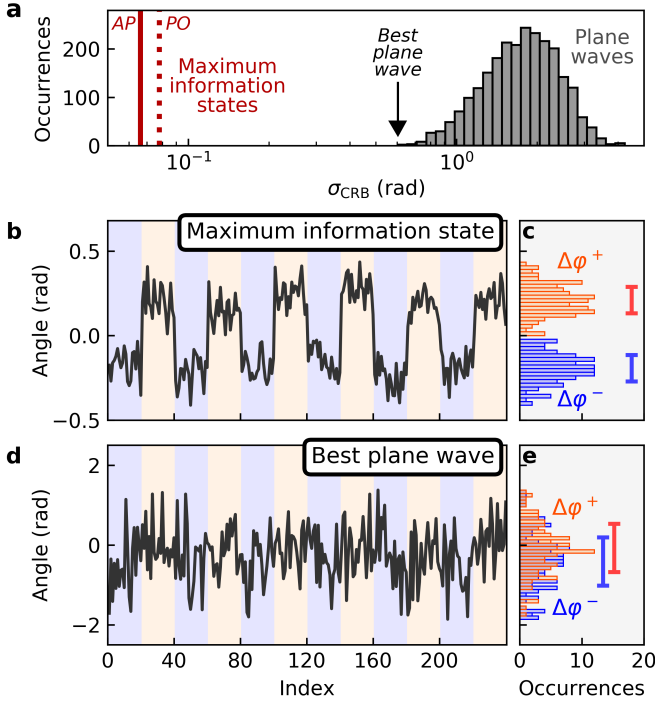 a
AP
PO
Maximum
information
states
Best
plane
wave
Plane
waves
Occurrences
200
100
0
10⁻¹
10⁰
σCRB (rad)
b
Maximum information state
Angle (rad)
0.5
0.0
−0.5
c
Δφ⁺
Δφ⁻
d
Best plane wave
Angle (rad)
2
0
−2
0
40
80
120
160
200
Index
e
Δφ⁺
Δφ⁻
0
10
20
Occurrences